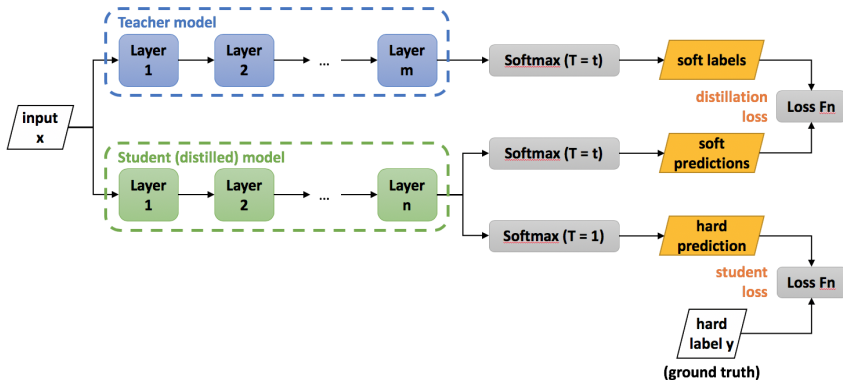 Teacher model
Layer
1
Layer
2
...
Layer
m
Softmax (T = t)
soft labels
input
x
distillation
loss
Loss Fn
Student (distilled) model
Layer
1
Layer
2
...
Layer
n
Softmax (T = t)
soft
predictions
Softmax (T = 1)
hard
prediction
student
loss
Loss Fn
hard
label y
(ground truth)